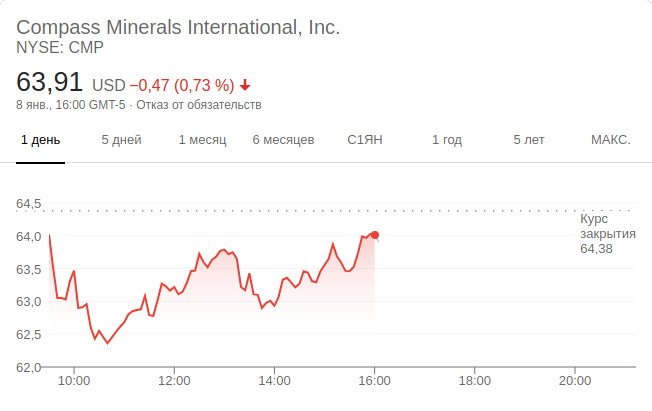 Compass Minerals International, Inc.
NYSE: CMP
63,91 USD −0,47 (0,73 %)
8 янв., 16:00 GMT-5 · Отказ от обязательств
1 день 5 дней 1 месяц 6 месяцев С1ЯН 1 год 5 лет МАКС.
64,5
Курс
закрытия
64,38
64,0
63,5
63,0
62,5
62,0
10:00 12:00 14:00 16:00 18:00 20:00